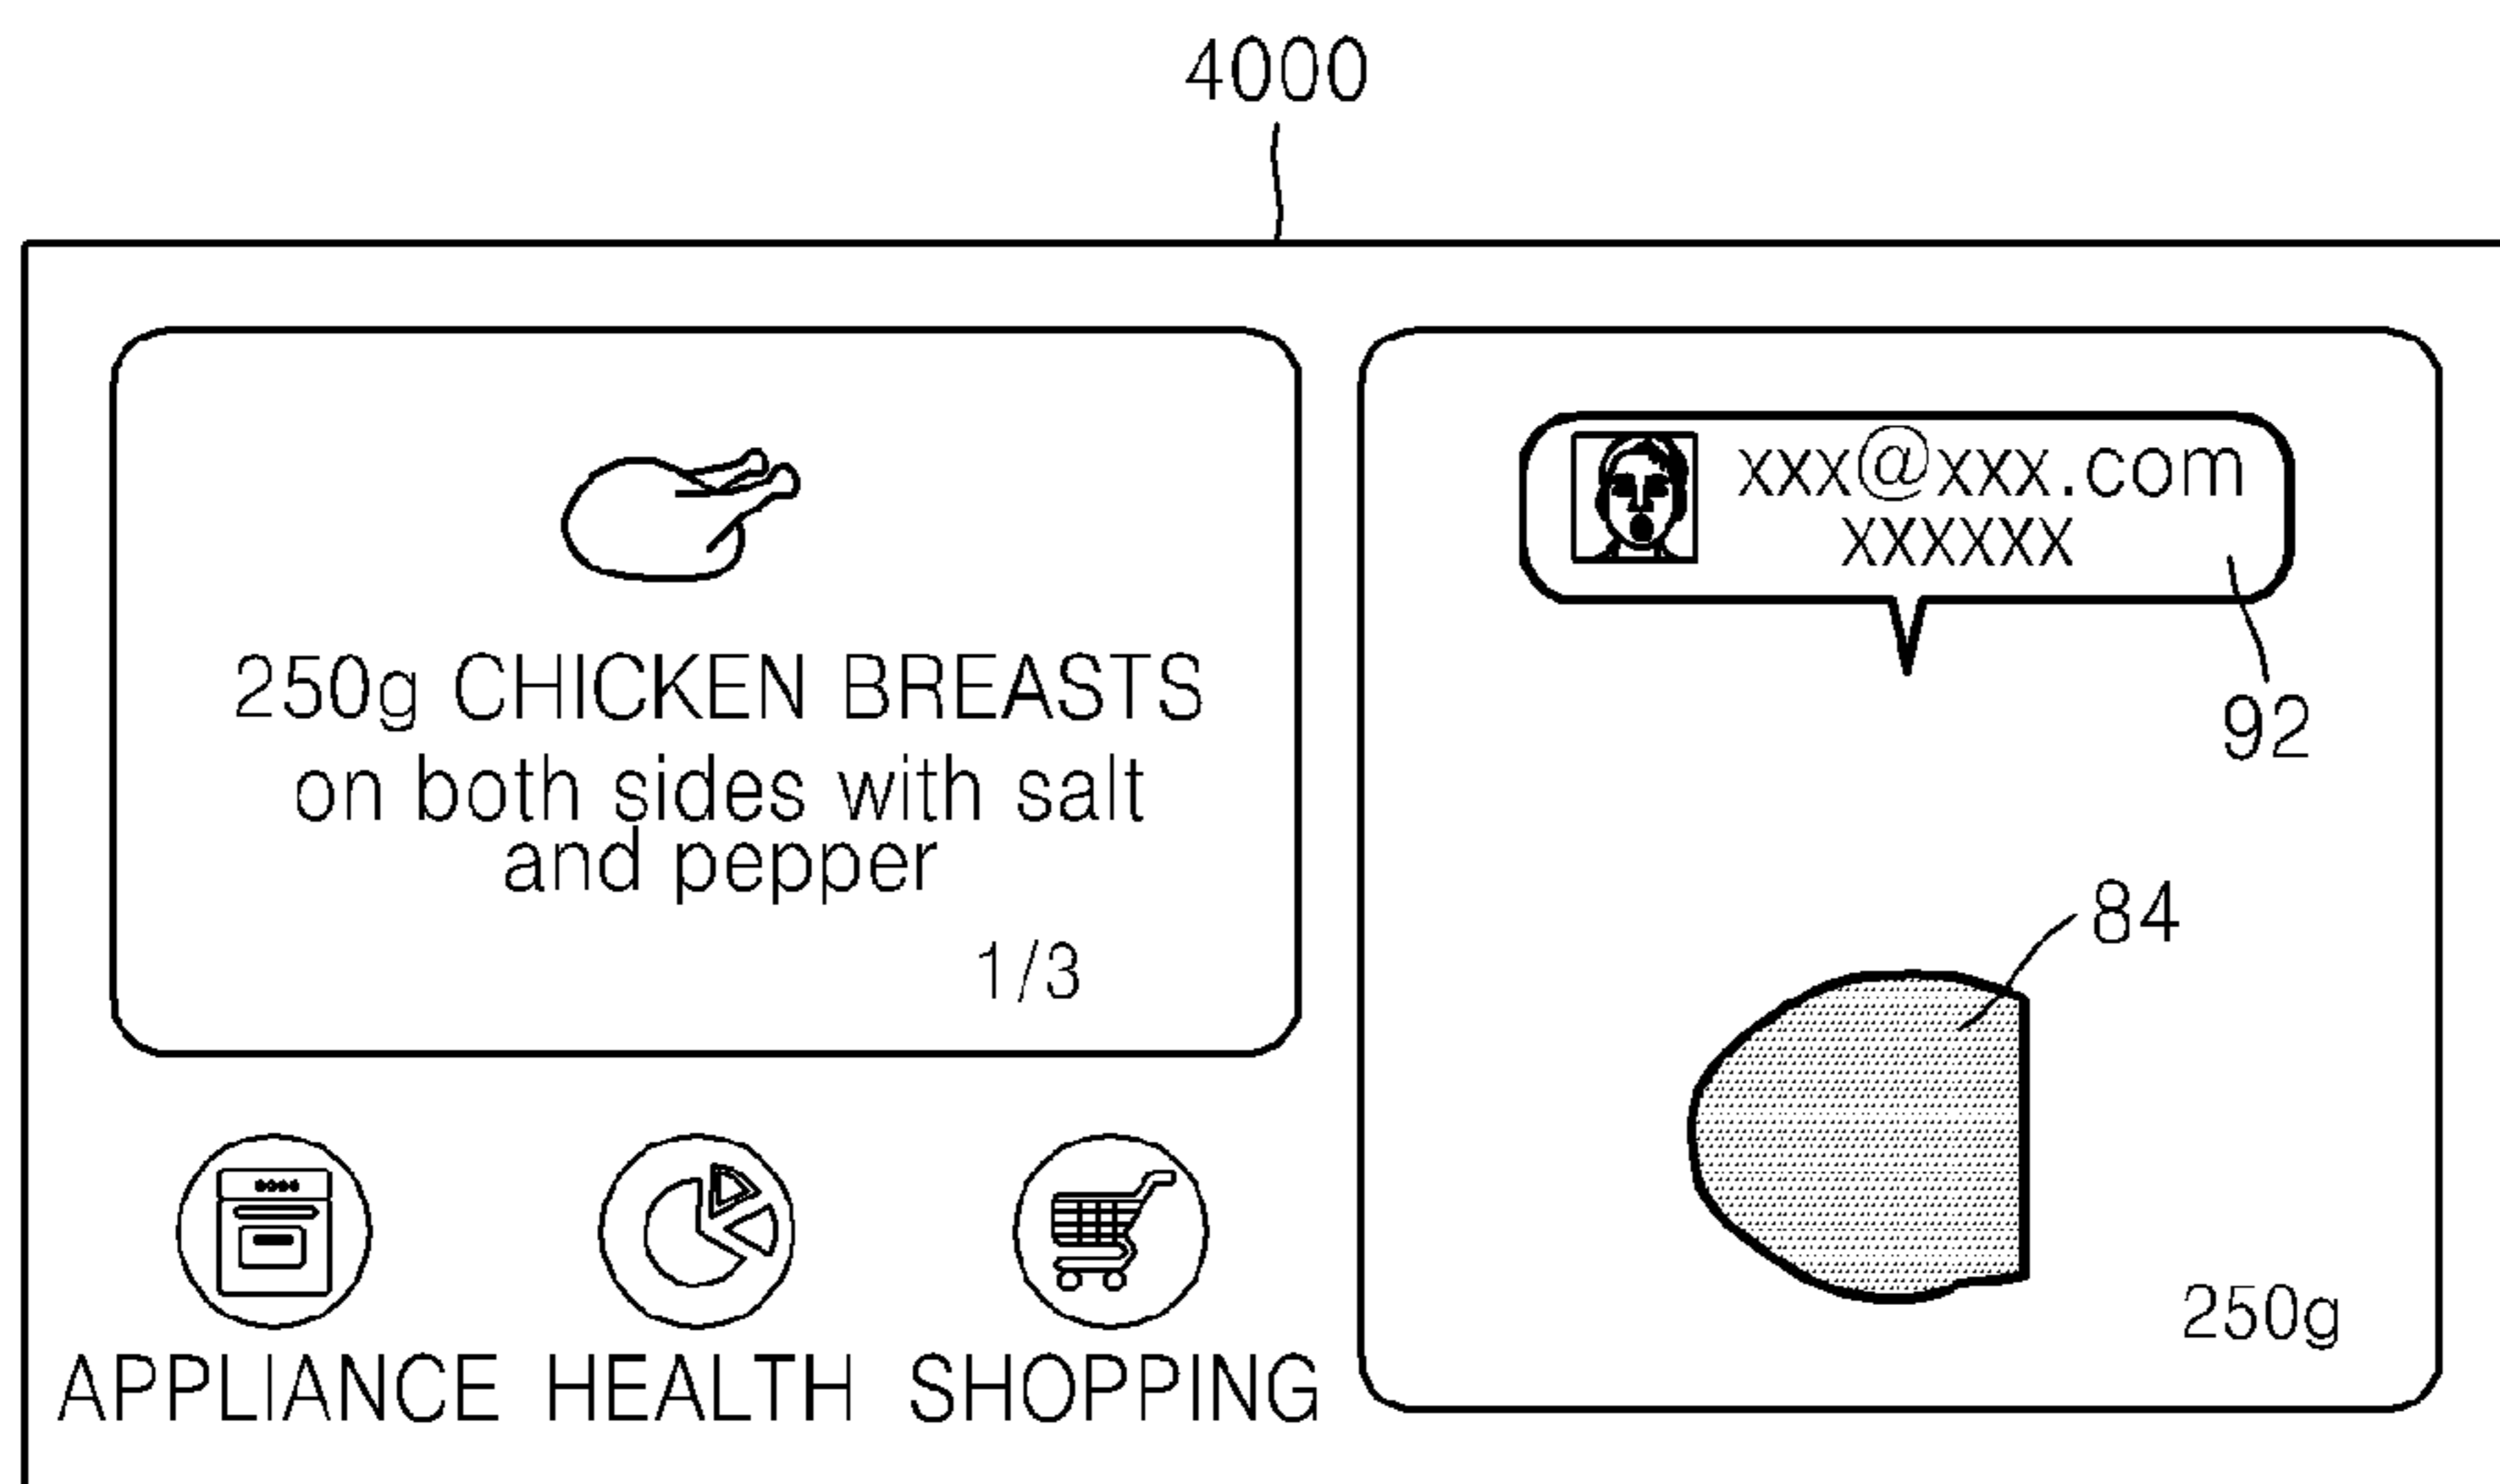 4000
250g CHICKEN BREASTS
on both sides with salt
and pepper
1/3
APPLIANCE HEALTH SHOPPING
xxx@xxx.com
xxxxxx
92
84
250g